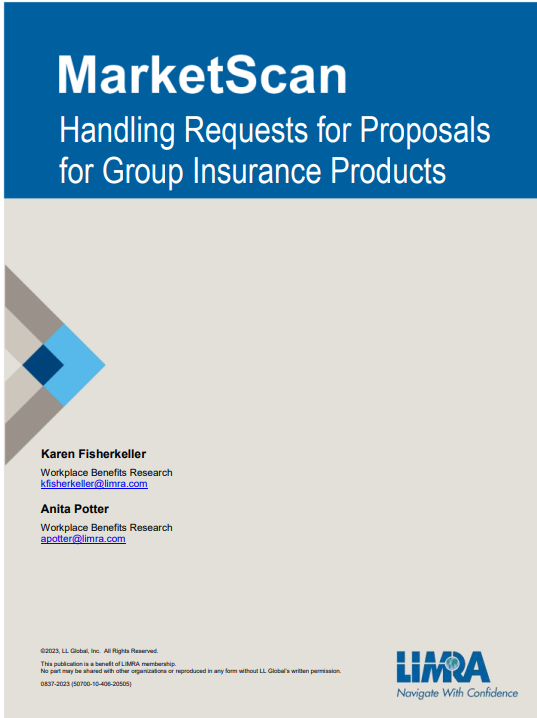 MarketScan
Handling Requests for Proposals
for Group Insurance Products
Karen Fisherkeller
Workplace Benefits Research
kfisherkeller@limra.com
Anita Potter
Workplace Benefits Research
apotter@limra.com
©2023, LL Global, Inc. All Rights Reserved.
This publication is a benefit of LIMRA membership.
No part may be shared with other organizations or reproduced in any form without LL Global's written permission.
0837-2023 (50700-10-406-20505)
LIMRA
Navigate With Confidence